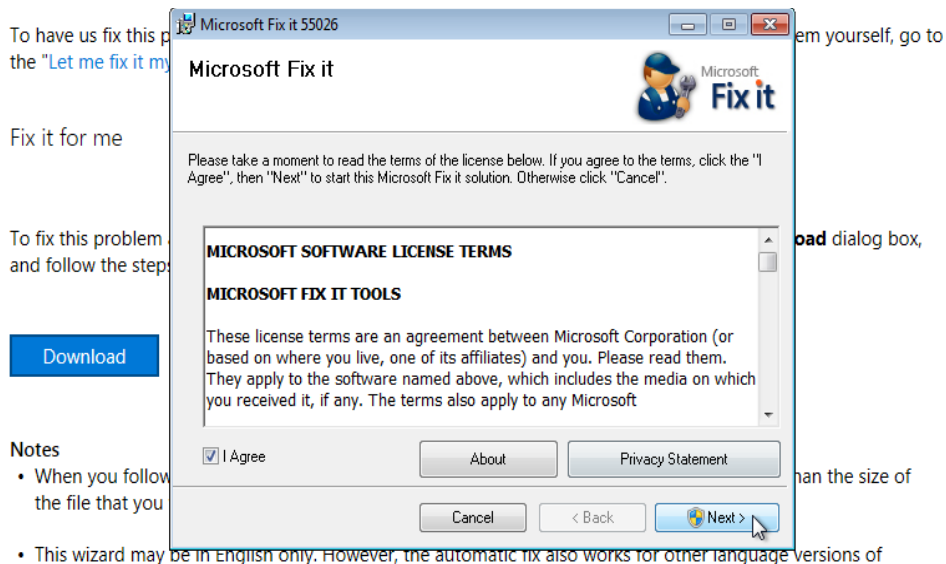 Microsoft Fix it 55026
To have us fix this p
em yourself, go to
the "Let me fix it my
Microsoft Fix it
Microsoft
Fix it
Fix it for me
Please take a moment to read the terms of the license below. If you agree to the terms, click the "I
Agree", then "Next" to start this Microsoft Fix it solution. Otherwise click "Cancel".
To fix this problem
oad dialog box,
and follow the steps
MICROSOFT SOFTWARE LICENSE TERMS
MICROSOFT FIX IT TOOLS
These license terms are an agreement between Microsoft Corporation (or
based on where you live, one of its affiliates) and you. Please read them.
They apply to the software named above, which includes the media on which
you received it, if any. The terms also apply to any Microsoft
Download
Notes
I Agree
About
Privacy Statement
• When you follow
han the size of
the file that you
Cancel
< Back
Next >
• This wizard may be in English only. However, the automatic fix also works for other language versions of